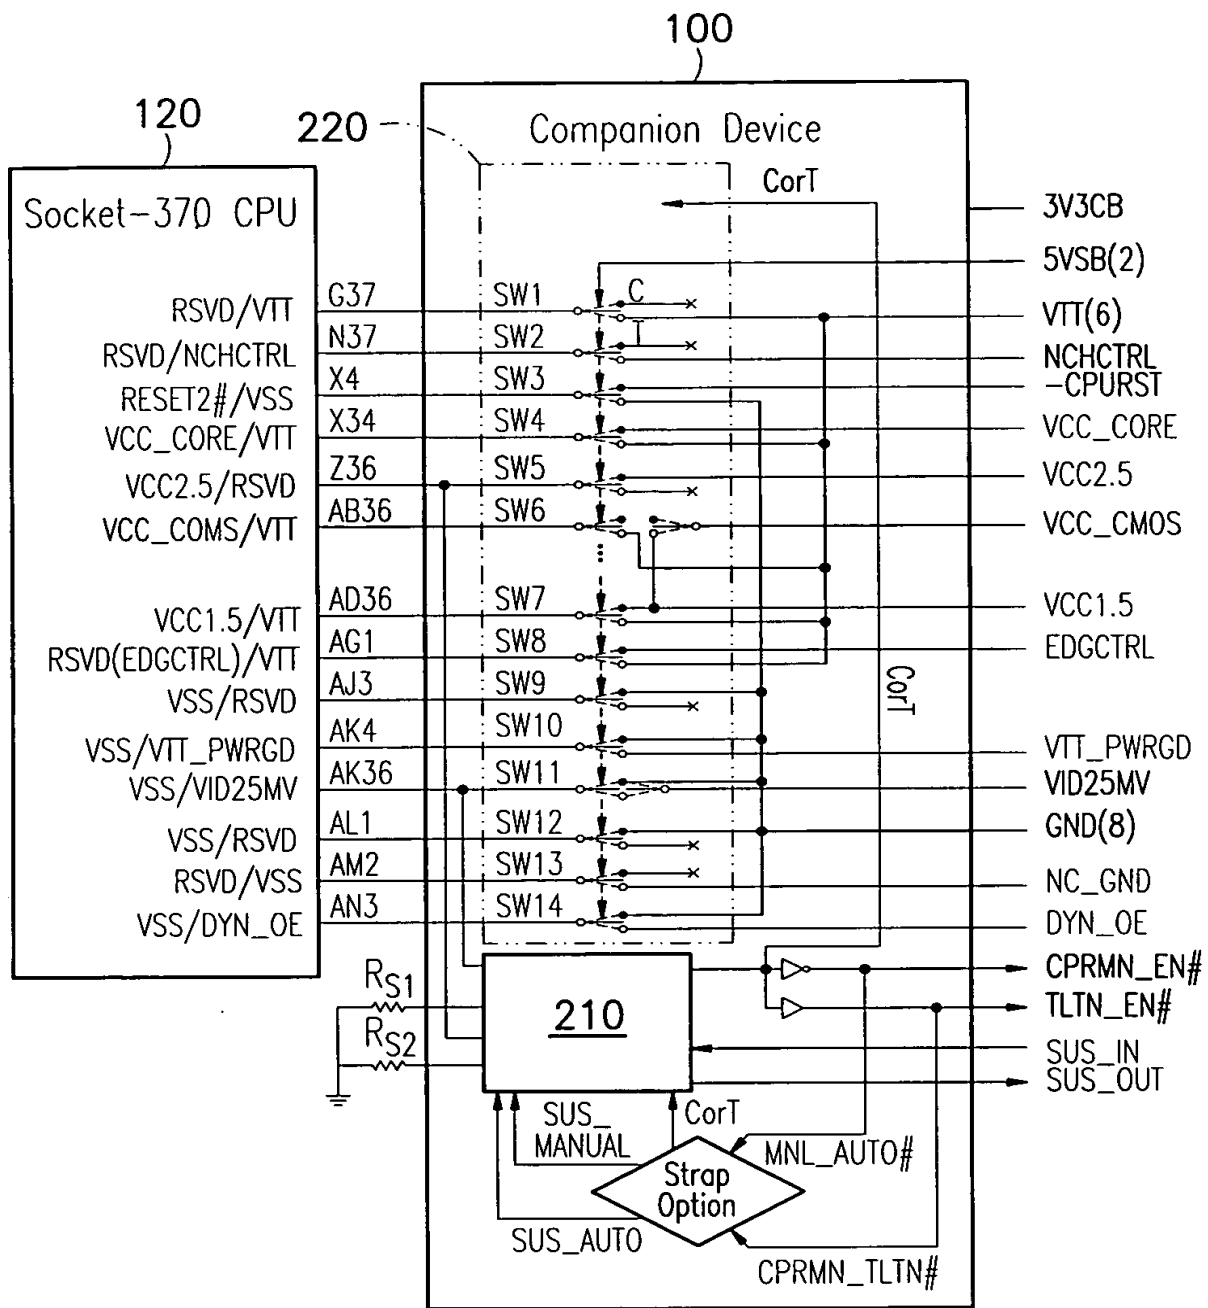 100
120
220
Companion Device
Socket-370 CPU
CorT
3V3CB
5VSB(2)
RSVD/VTT G37 SW1 C VTT(6)
T
RSVD/NCHCTRL N37 SW2 NCHCTRL
RESET2#/VSS X4 SW3 -CPURST
VCC_CORE/VTT X34 SW4 VCC_CORE
VCC2.5/RSVD Z36 SW5 VCC2.5
VCC_COMS/VTT AB36 SW6 VCC_CMOS
VCC1.5/VTT AD36 SW7 VCC1.5
RSVD(EDGCTRL)/VTT AG1 SW8 EDGCTRL
CorT
VSS/RSVD AJ3 SW9
VSS/VTT_PWRGD AK4 SW10 VTT_PWRGD
VSS/VID25MV AK36 SW11 VID25MV
VSS/RSVD AL1 SW12 GND(8)
RSVD/VSS AM2 SW13 NC_GND
VSS/DYN_OE AN3 SW14 DYN_OE
CPRMN_EN#
RS1
210
TLTN_EN#
RS2
SUS_IN
SUS_OUT
SUS_
MANUAL
CorT
MNL_AUTO#
Strap
Option
SUS_AUTO
CPRMN_TLTN#